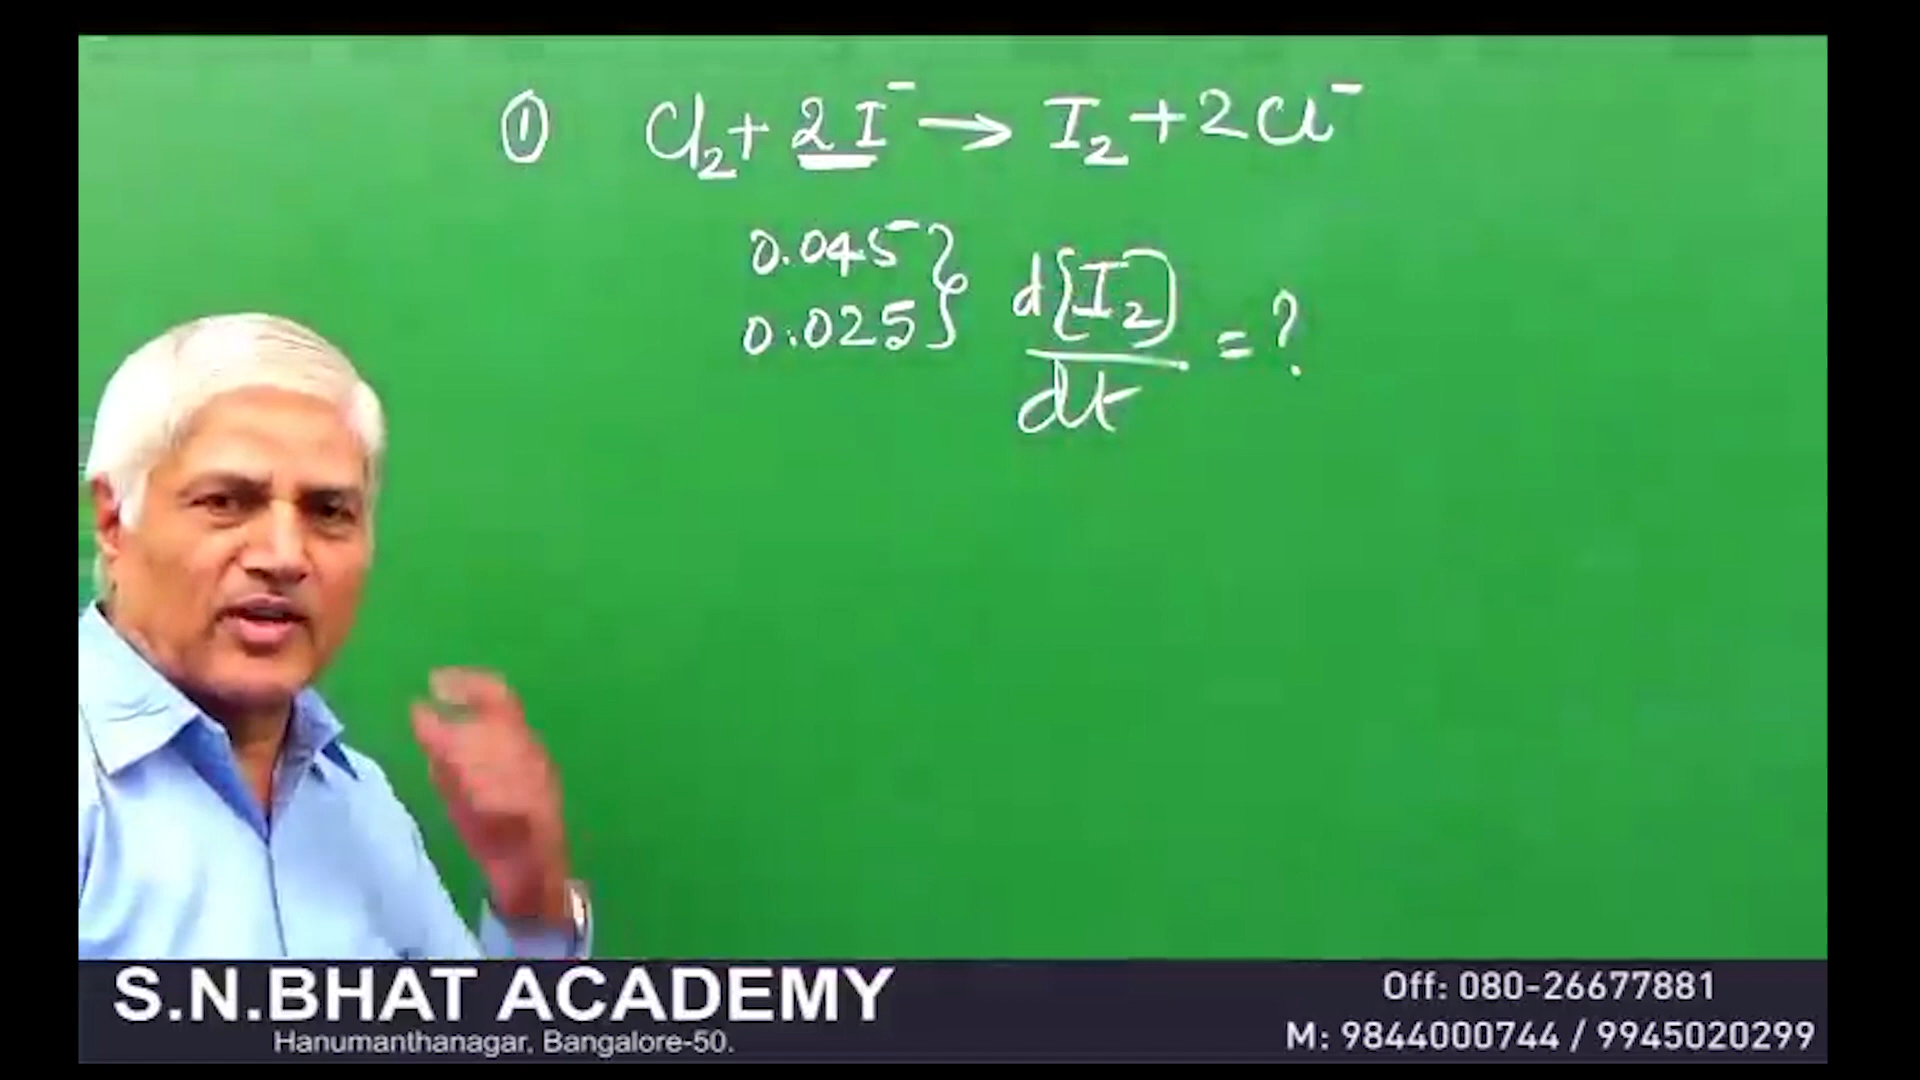 ① Cl₂ + 2I⁻ → I₂ + 2Cl⁻
0.045
0.025
d[I₂]/dt = ?
S.N.BHAT ACADEMY
Hanumanthanagar, Bangalore-50.
Off: 080-26677881
M: 9844000744 / 9945020299